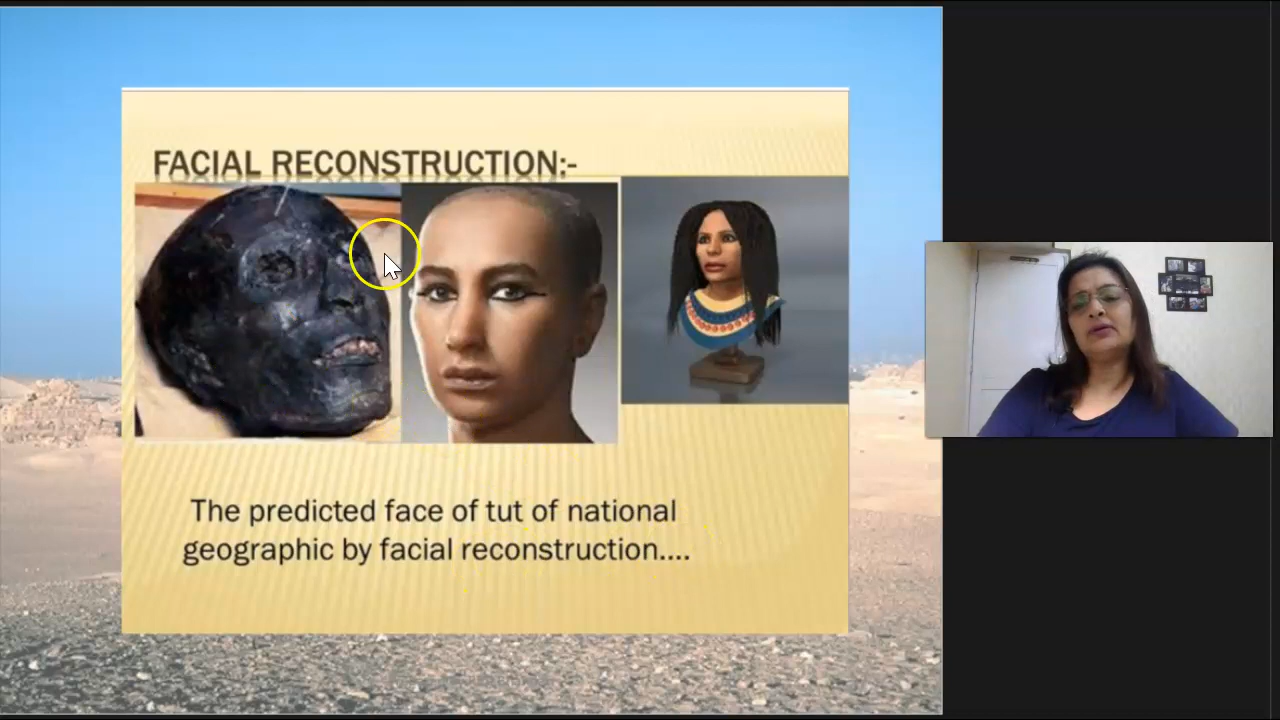 FACIAL RECONSTRUCTION:-
The predicted face of tut of national
geographic by facial reconstruction....